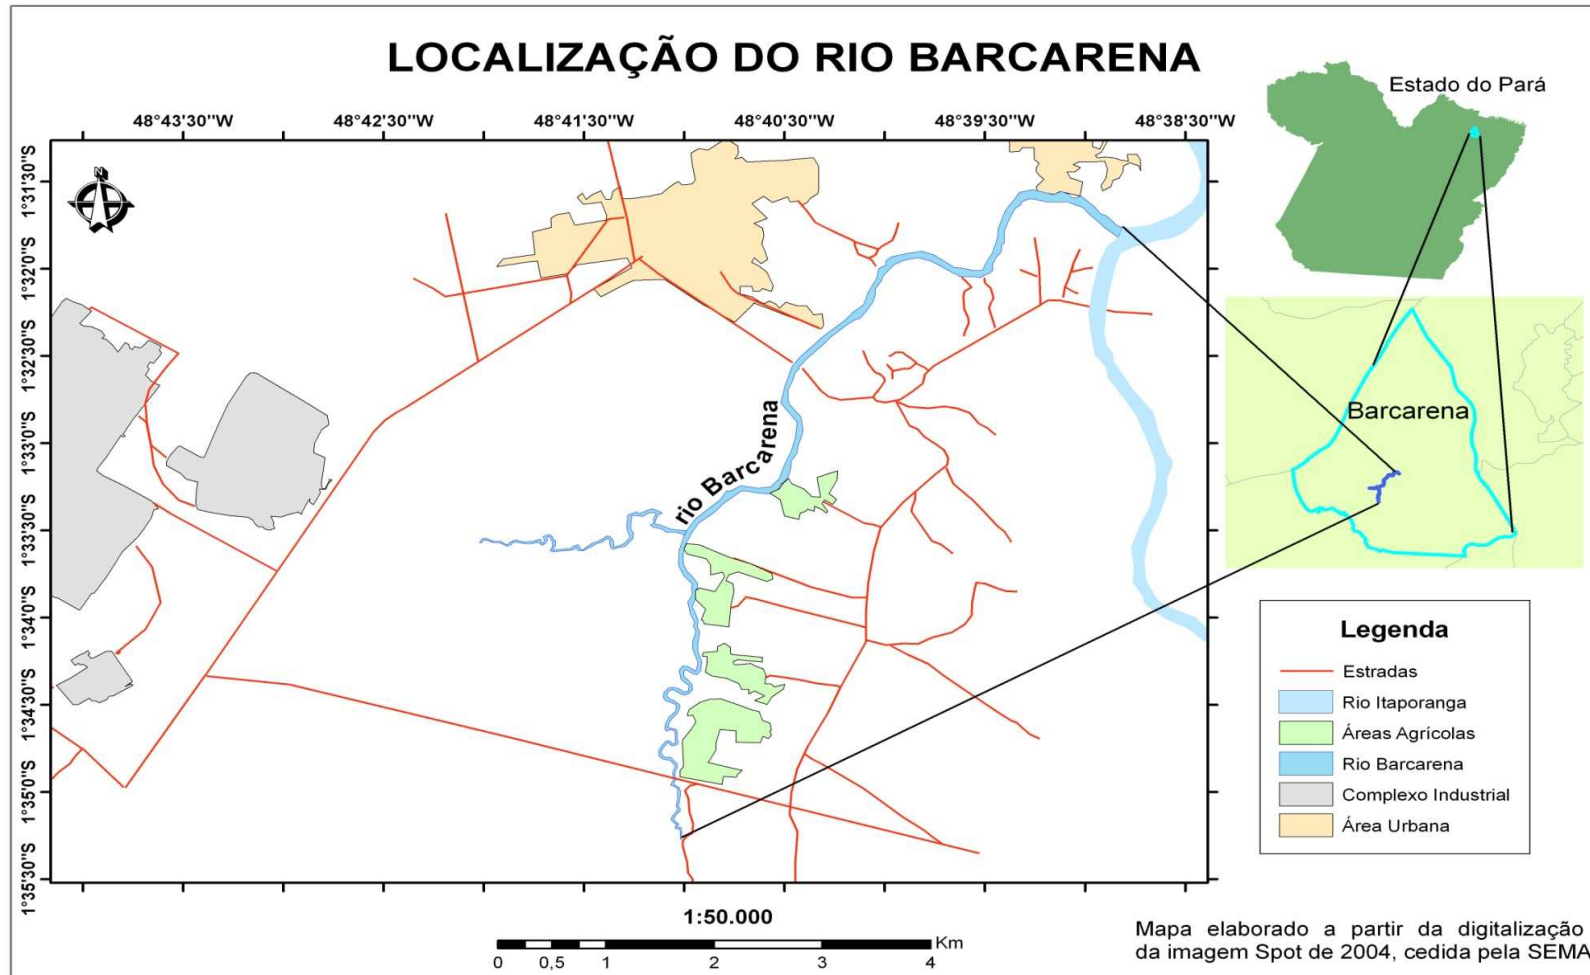 LOCALIZAÇÃO DO RIO BARCARENA
Estado do Pará
48°43'30"W 48°42'30"W 48°41'30"W 48°40'30"W 48°39'30"W 48°38'30"W
1°31'30"S
1°32'0"S
1°32'30"S
1°33'0"S
1°33'30"S
1°34'0"S
1°34'30"S
1°35'0"S
1°35'30"S
N
rio Barcarena
Barcarena
Legenda
Estradas
Rio Itaporanga
Áreas Agrícolas
Rio Barcarena
Complexo Industrial
Área Urbana
1:50.000
Km
0 0,5 1 2 3 4
Mapa elaborado a partir da digitalização
da imagem Spot de 2004, cedida pela SEMA